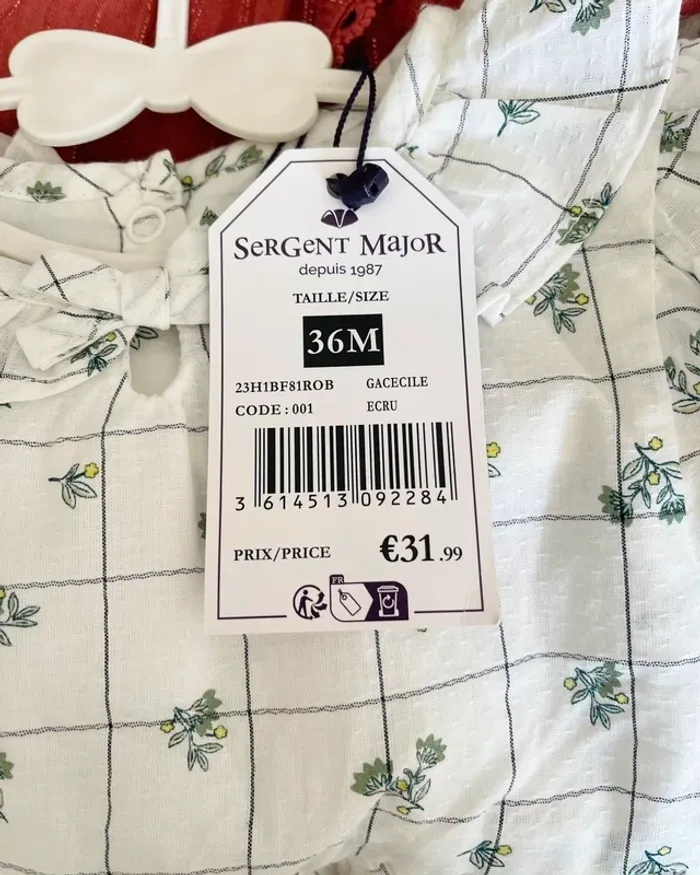 SerGent Major
depuis 1987
TAILLE/SIZE
36M
23H1BF81ROB GACECILE
CODE : 001 ECRU
3 614513 092284
PRIX/PRICE €31.99
FR